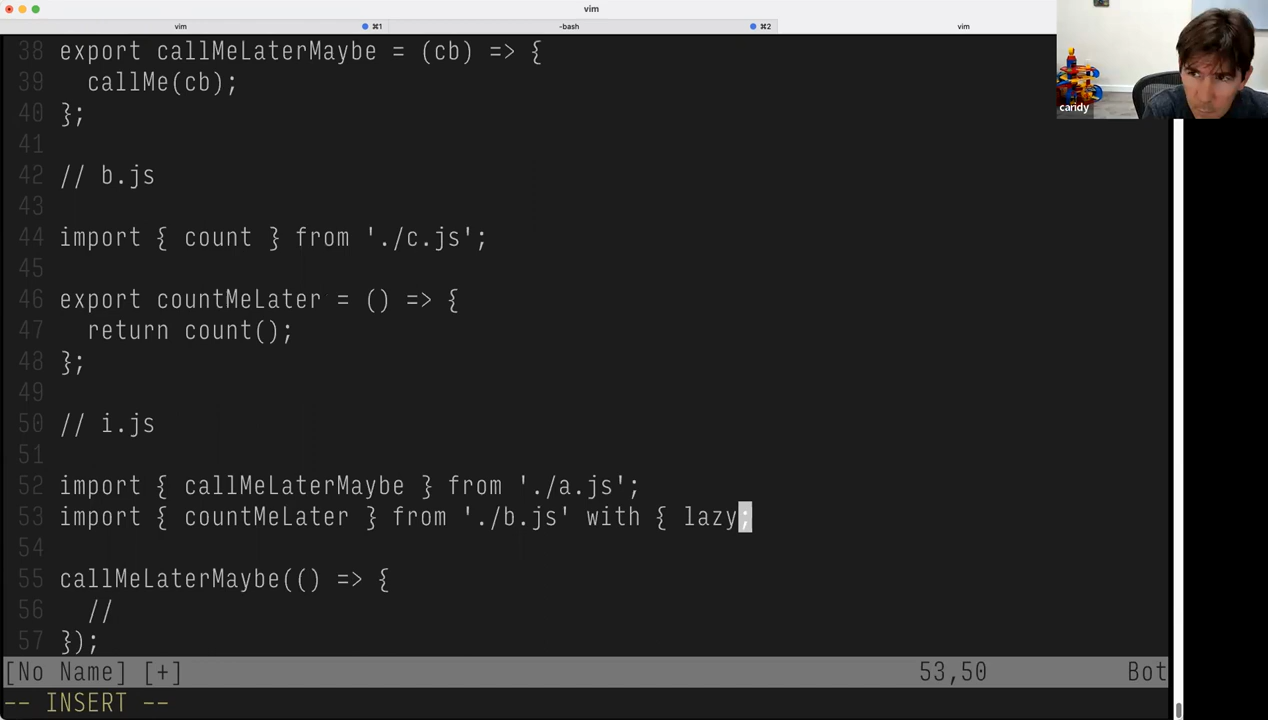 vim
vim
⌘1
-bash
⌘2
vim
38 export callMeLaterMaybe = (cb) => {
39   callMe(cb);
40 };
41
42 // b.js
43
44 import { count } from './c.js';
45
46 export countMeLater = () => {
47   return count();
48 };
49
50 // i.js
51
52 import { callMeLaterMaybe } from './a.js';
53 import { countMeLater } from './b.js' with { lazy;
54
55 callMeLaterMaybe(() => {
56   //
57 });
[No Name] [+] 53,50 Bot
-- INSERT --
caridy